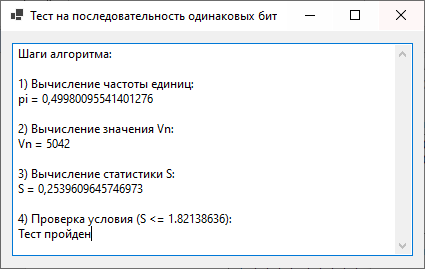 Тест на последовательность одинаковых бит
Шаги алгоритма:
1) Вычисление частоты единиц:
pi = 0,49980095541401276
2) Вычисление значения Vn:
Vn = 5042
3) Вычисление статистики S:
S = 0,2539609645746973
4) Проверка условия (S <= 1.82138636):
Тест пройден